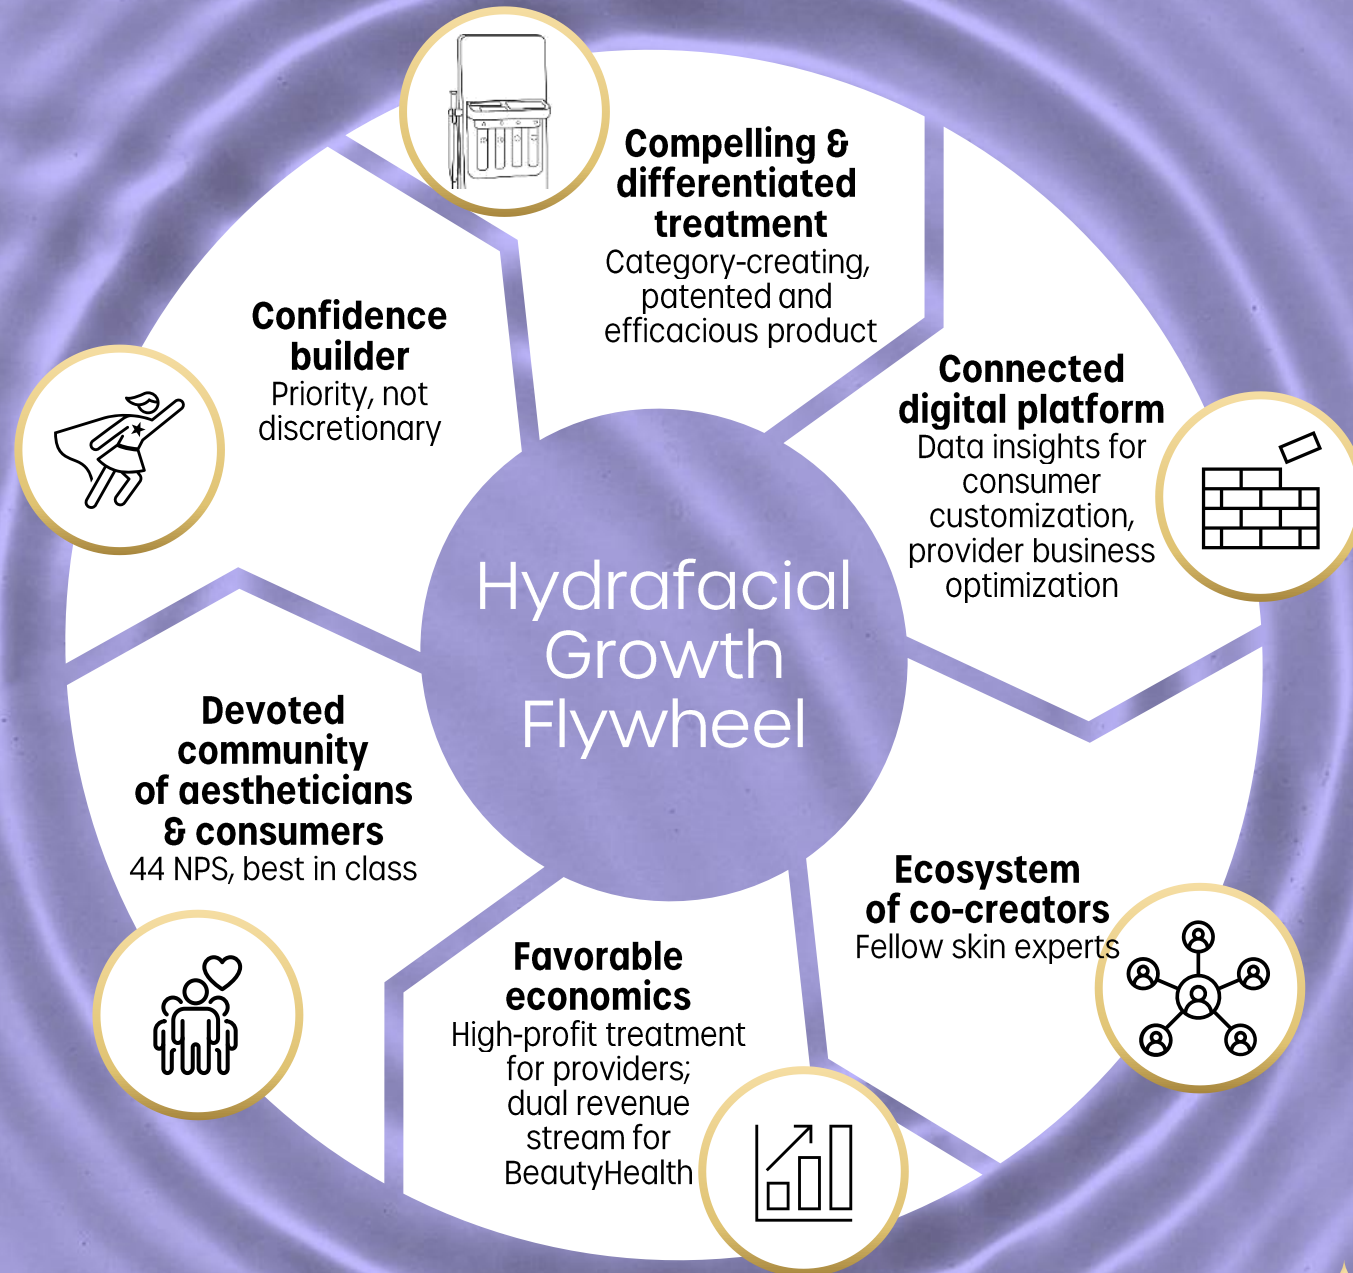 Compelling &
differentiated
treatment
Category-creating,
patented and
efficacious product
Connected
digital platform
Data insights for
consumer
customization,
provider business
optimization
Ecosystem
of co-creators
Fellow skin experts
Favorable
economics
High-profit treatment
for providers;
dual revenue
stream for
BeautyHealth
Devoted
community
of aestheticians
& consumers
44 NPS, best in class
Confidence
builder
Priority, not
discretionary
Hydrafacial
Growth
Flywheel